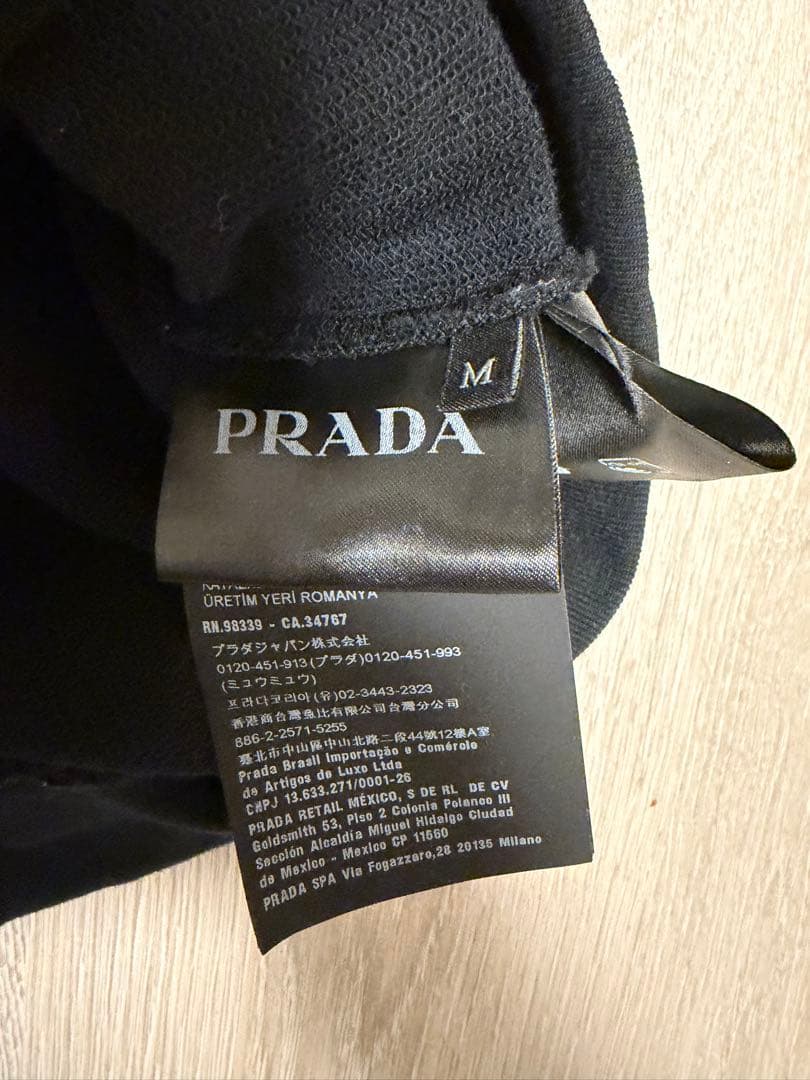 M
PRADA
ÜRETİM YERİ ROMANYA
RN.98339 - CA.34767
プラダジャパン株式会社
0120-451-913(プラダ)0120-451-993
(ミュウミュウ)
프라다코리아(유)02-3443-2323
香港商台灣魚比有限公司台灣分公司
886-2-2571-5255
臺北市中山區中山北路二段44號12樓A室
Prada Brasil Importação e Comércio
de Artigos de Luxo Ltda
CNPJ 13.633.271/0001-26
PRADA RETAIL MÉXICO, S DE RL DE CV
Goldsmith 53, Piso 2 Colonia Polanco III
Sección Alcaldía Miguel Hidalgo Ciudad
de Mexico - Mexico CP 11560
PRADA SPA Via Fogazzaro,28 20135 Milano